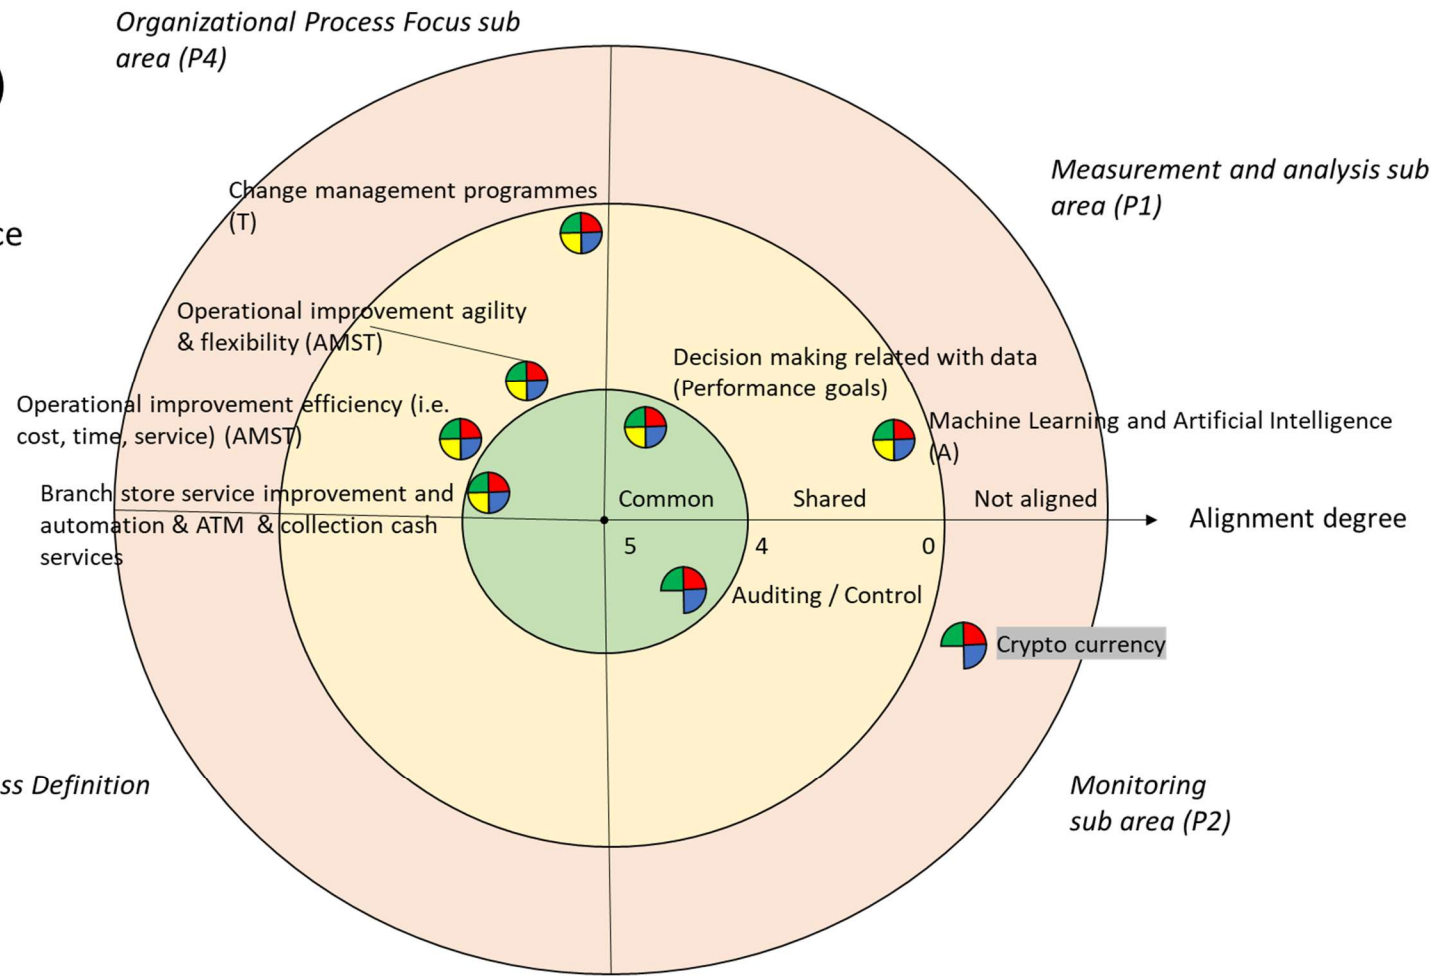 Organizational Process Focus sub
area (P4)
)
Measurement and analysis sub
area (P1)
Change management programmes
(T)
ce
Operational improvement agility
& flexibility (AMST)
Decision making related with data
(Performance goals)
Operational improvement efficiency (i.e.
cost, time, service) (AMST)
Machine Learning and Artificial Intelligence
(A)
Branch store service improvement and
automation & ATM  & collection cash
services
Common
Shared
Not aligned
Alignment degree
5
4
0
Auditing / Control
Crypto currency
ss Definition
Monitoring
sub area (P2)